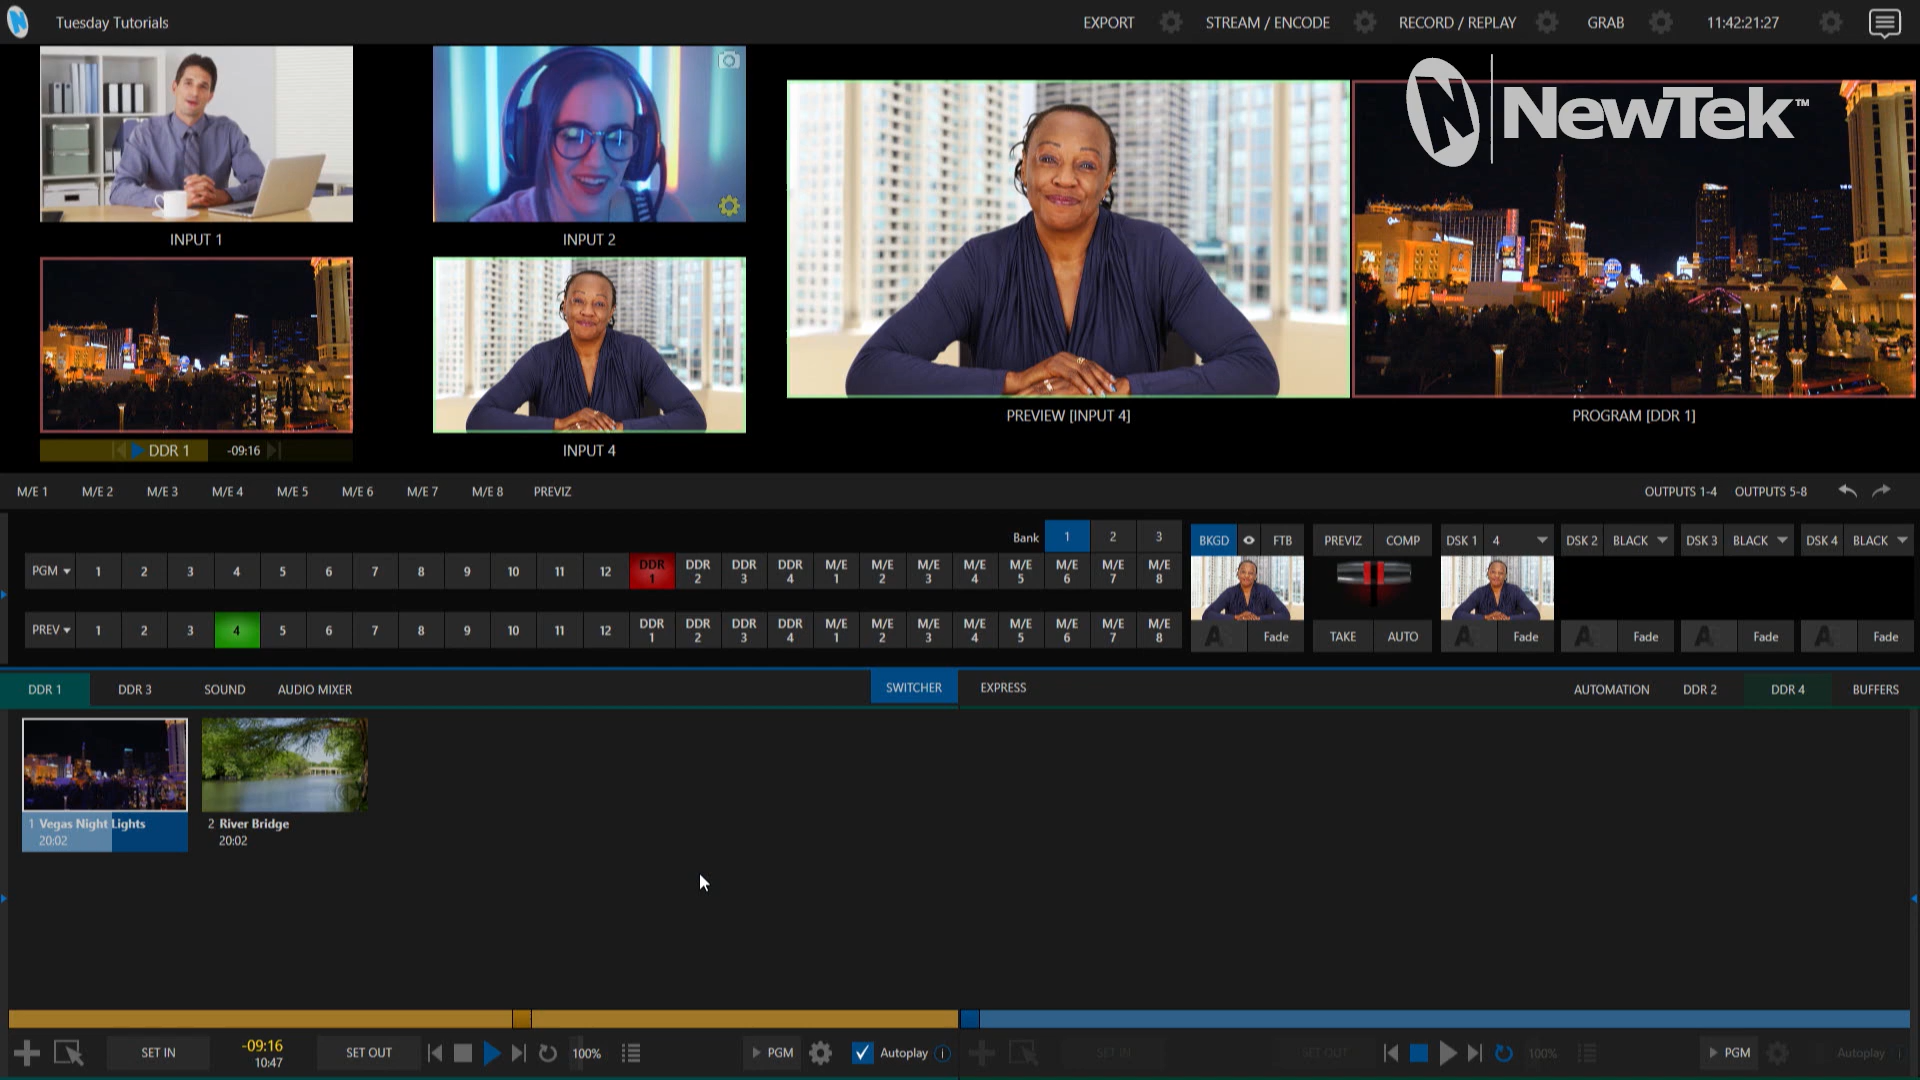 Tuesday Tutorials
EXPORT
STREAM / ENCODE
RECORD / REPLAY
GRAB
11:42:21:27
NewTek™
INPUT 1
INPUT 2
DDR 1
-09:16
INPUT 4
PREVIEW [INPUT 4]
PROGRAM [DDR 1]
M/E 1
M/E 2
M/E 3
M/E 4
M/E 5
M/E 6
M/E 7
M/E 8
PREVIZ
OUTPUTS 1-4
OUTPUTS 5-8
Bank 1 2 3
PGM 1 2 3 4 5 6 7 8 9 10 11 12 DDR 1 DDR 2 DDR 3 DDR 4 M/E 1 M/E 2 M/E 3 M/E 4 M/E 5 M/E 6 M/E 7 M/E 8
PREV 1 2 3 4 5 6 7 8 9 10 11 12 DDR 1 DDR 2 DDR 3 DDR 4 M/E 1 M/E 2 M/E 3 M/E 4 M/E 5 M/E 6 M/E 7 M/E 8
BKGD
FTB
PREVIZ
COMP
DSK 1
4
DSK 2
BLACK
DSK 3
BLACK
DSK 4
BLACK
A
Fade
TAKE
AUTO
A
Fade
A
Fade
A
Fade
A
Fade
DDR 1
DDR 3
SOUND
AUDIO MIXER
SWITCHER
EXPRESS
AUTOMATION
DDR 2
DDR 4
BUFFERS
1 Vegas Night Lights
20:02
2 River Bridge
20:02
SET IN
-09:16
10:47
SET OUT
100%
PGM
Autoplay
SET IN
SET OUT
100%
PGM
Autoplay